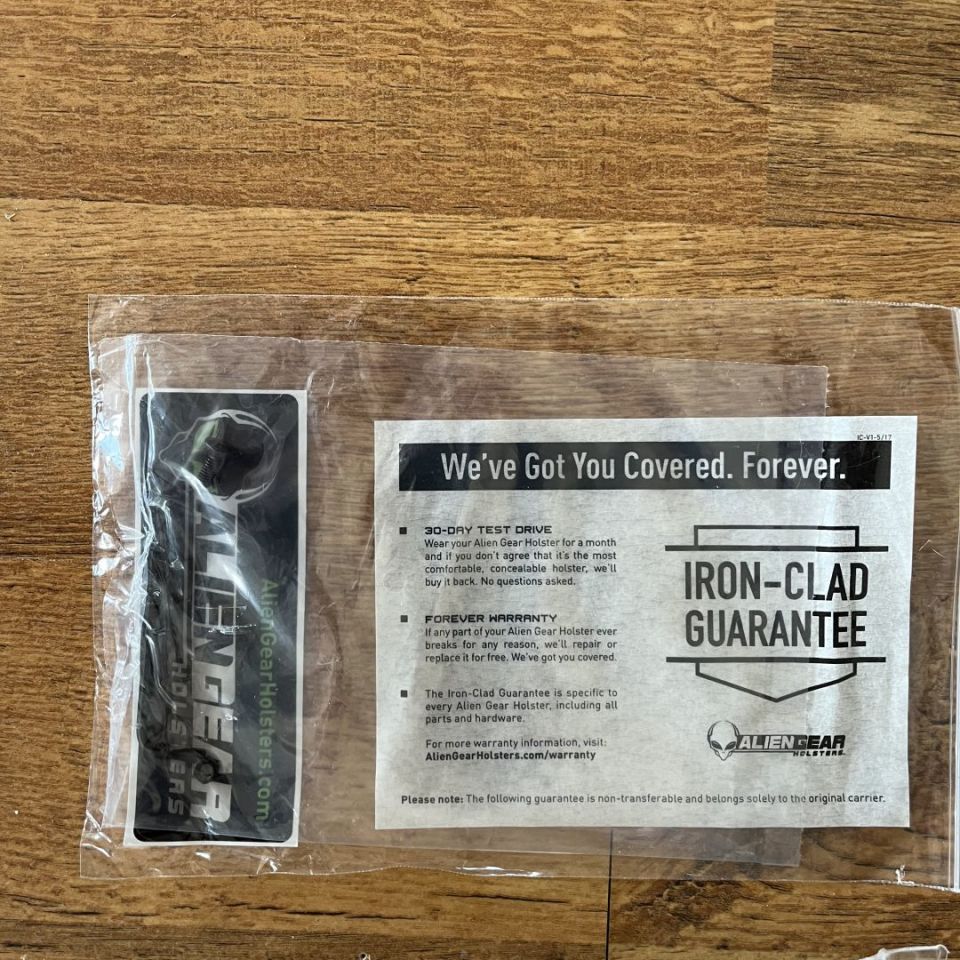 ALIENGEAR
HOLSTERS
AlienGearHolsters.com
IC-V1-5/17
We've Got You Covered. Forever.
30-DAY TEST DRIVE
Wear your Alien Gear Holster for a month
and if you don't agree that it's the most
comfortable, concealable holster, we'll
buy it back. No questions asked.
FOREVER WARRANTY
If any part of your Alien Gear Holster ever
breaks for any reason, we'll repair or
replace it for free. We've got you covered.
The Iron-Clad Guarantee is specific to
every Alien Gear Holster, including all
parts and hardware.
For more warranty information, visit:
AlienGearHolsters.com/warranty
IRON-CLAD
GUARANTEE
ALIENGEAR
HOLSTERS
Please note: The following guarantee is non-transferable and belongs solely to the original carrier.